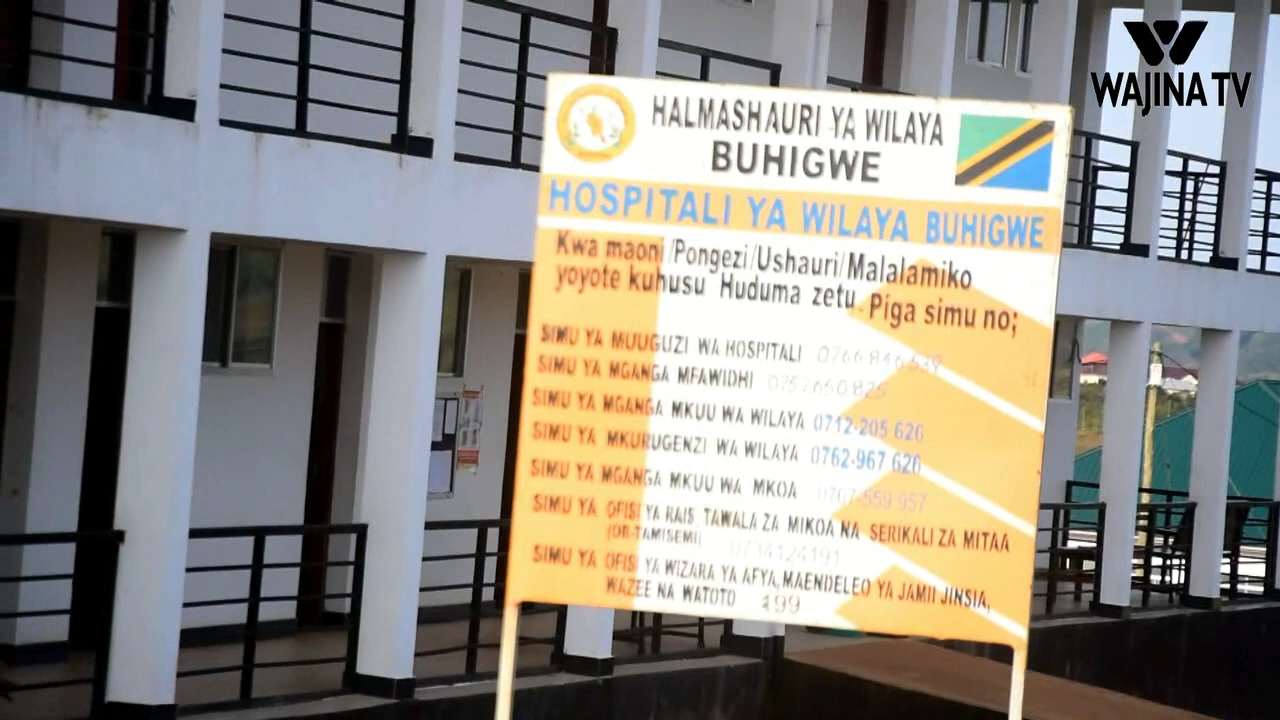 WAJINA TV
HALMASHAURI YA WILAYA
BUHIGWE
HOSPITALI YA WILAYA BUHIGWE
Kwa maoni/Pongezi/Ushauri/Malalamiko
yoyote kuhusu Huduma zetu. Piga simu no;
SIMU YA MUUGUZI WA HOSPITALI
SIMU YA MGANGA MFAWIDHI 0757650825
SIMU YA MGANGA MKUU WA WILAYA 0712-205 626
SIMU YA MKURUGENZI WA WILAYA 0762-967 626
SIMU YA MGANGA MKUU WA MKOA 0767-559 957
SIMU YA OFISI YA RAIS TAWALA ZA MIKOA NA SERIKALI ZA MITAA
(OR-TAMISEMI) 0734124191
SIMU YA OFISI YA WIZARA YA AFYA, MAENDELEO YA JAMII JINSIA,
WAZEE NA WATOTO 199